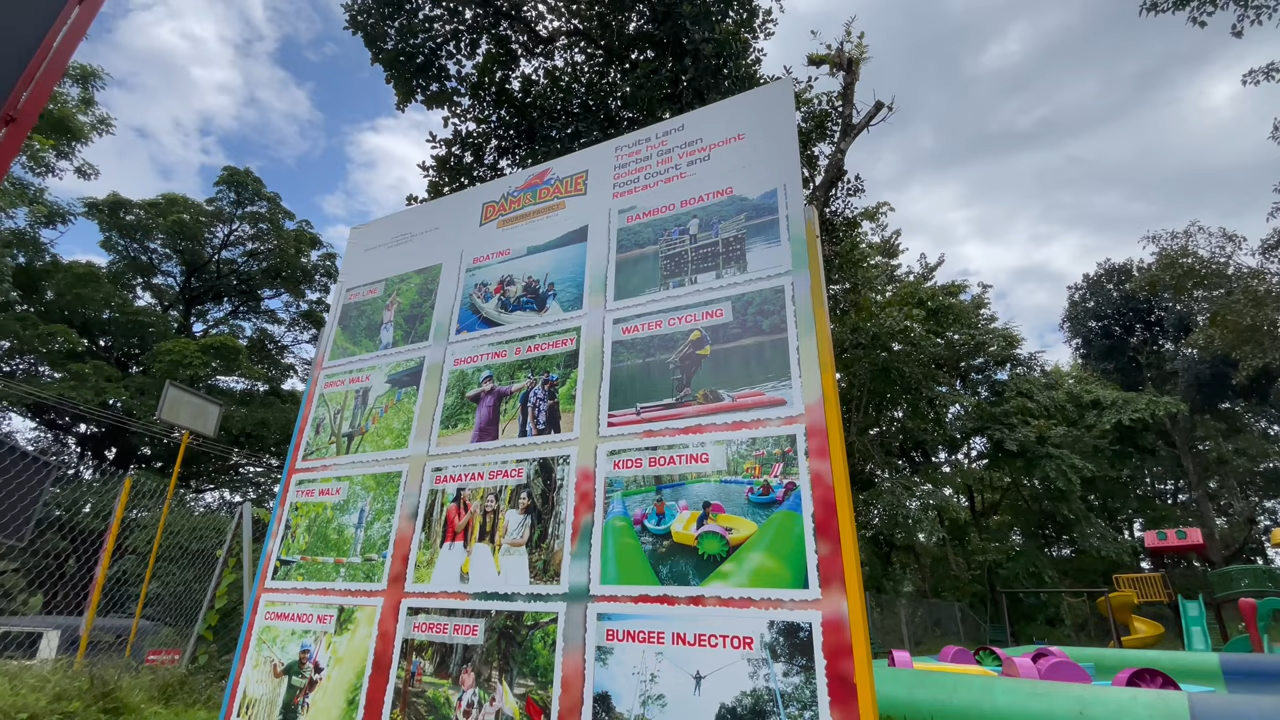 Fruits Land
Tree hut
Herbal Garden
Golden Hill Viewpoint
Food Court and
Restaurant...
DAM & DALE
TOURISM PROJECT
BAMBOO BOATING
BOATING
ZIP LINE
WATER CYCLING
SHOOTTING & ARCHERY
BRICK WALK
KIDS BOATING
BANAYAN SPACE
TYRE WALK
COMMANDO NET
HORSE RIDE
BUNGEE INJECTOR